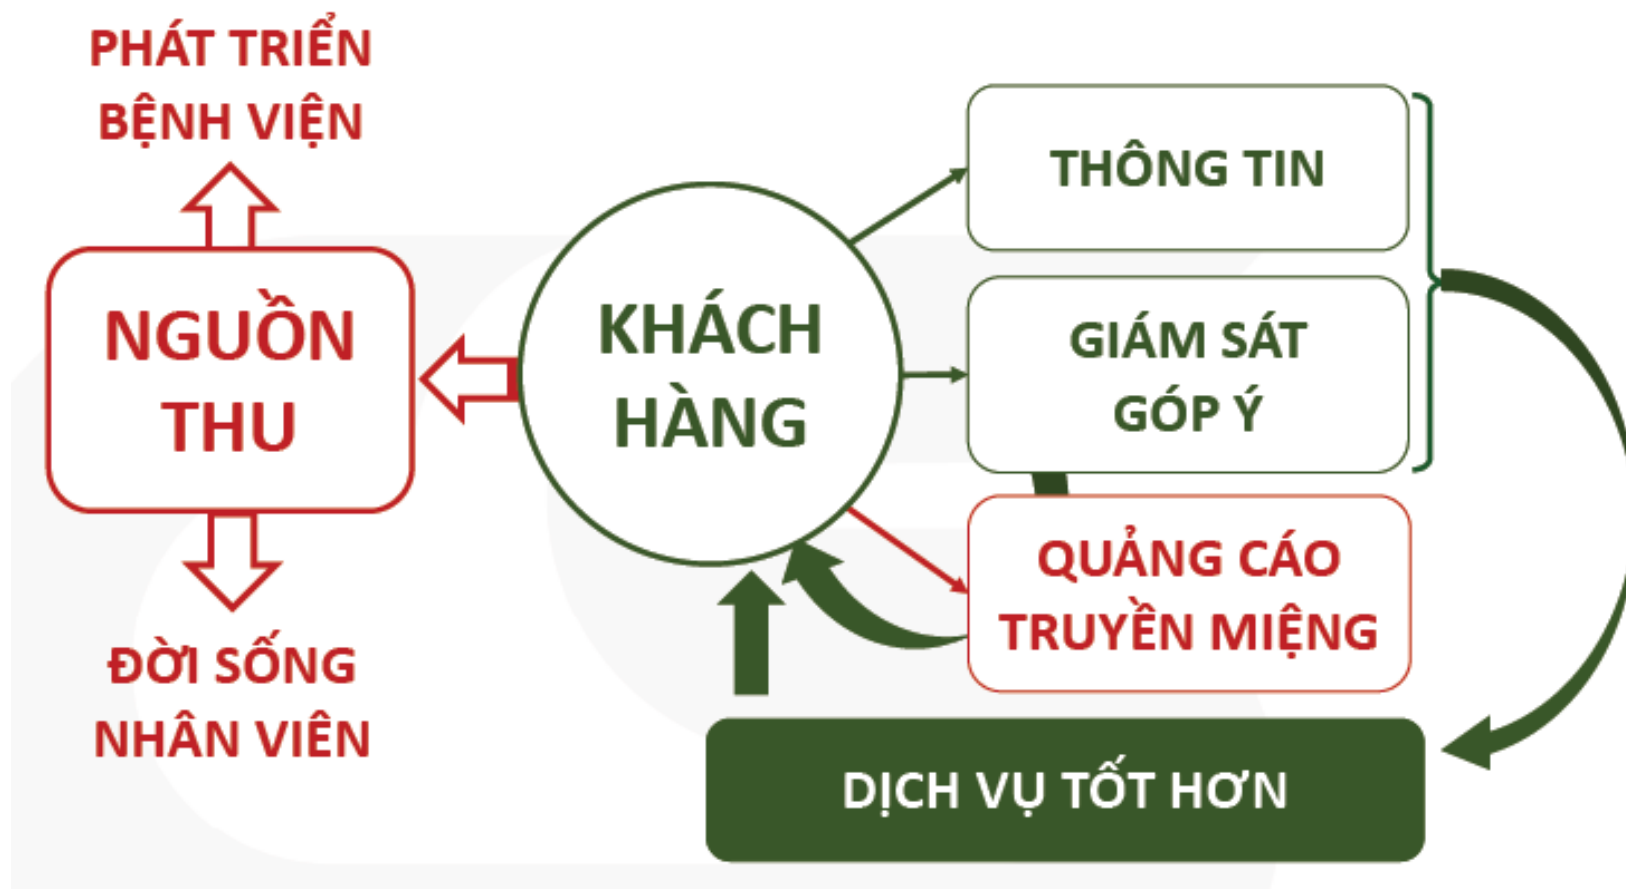 PHÁT TRIỂN
BỆNH VIỆN
NGUỒN
THU
ĐỜI SỐNG
NHÂN VIÊN
KHÁCH
HÀNG
THÔNG TIN
GIÁM SÁT
GÓP Ý
QUẢNG CÁO
TRUYỀN MIỆNG
DỊCH VỤ TỐT HƠN